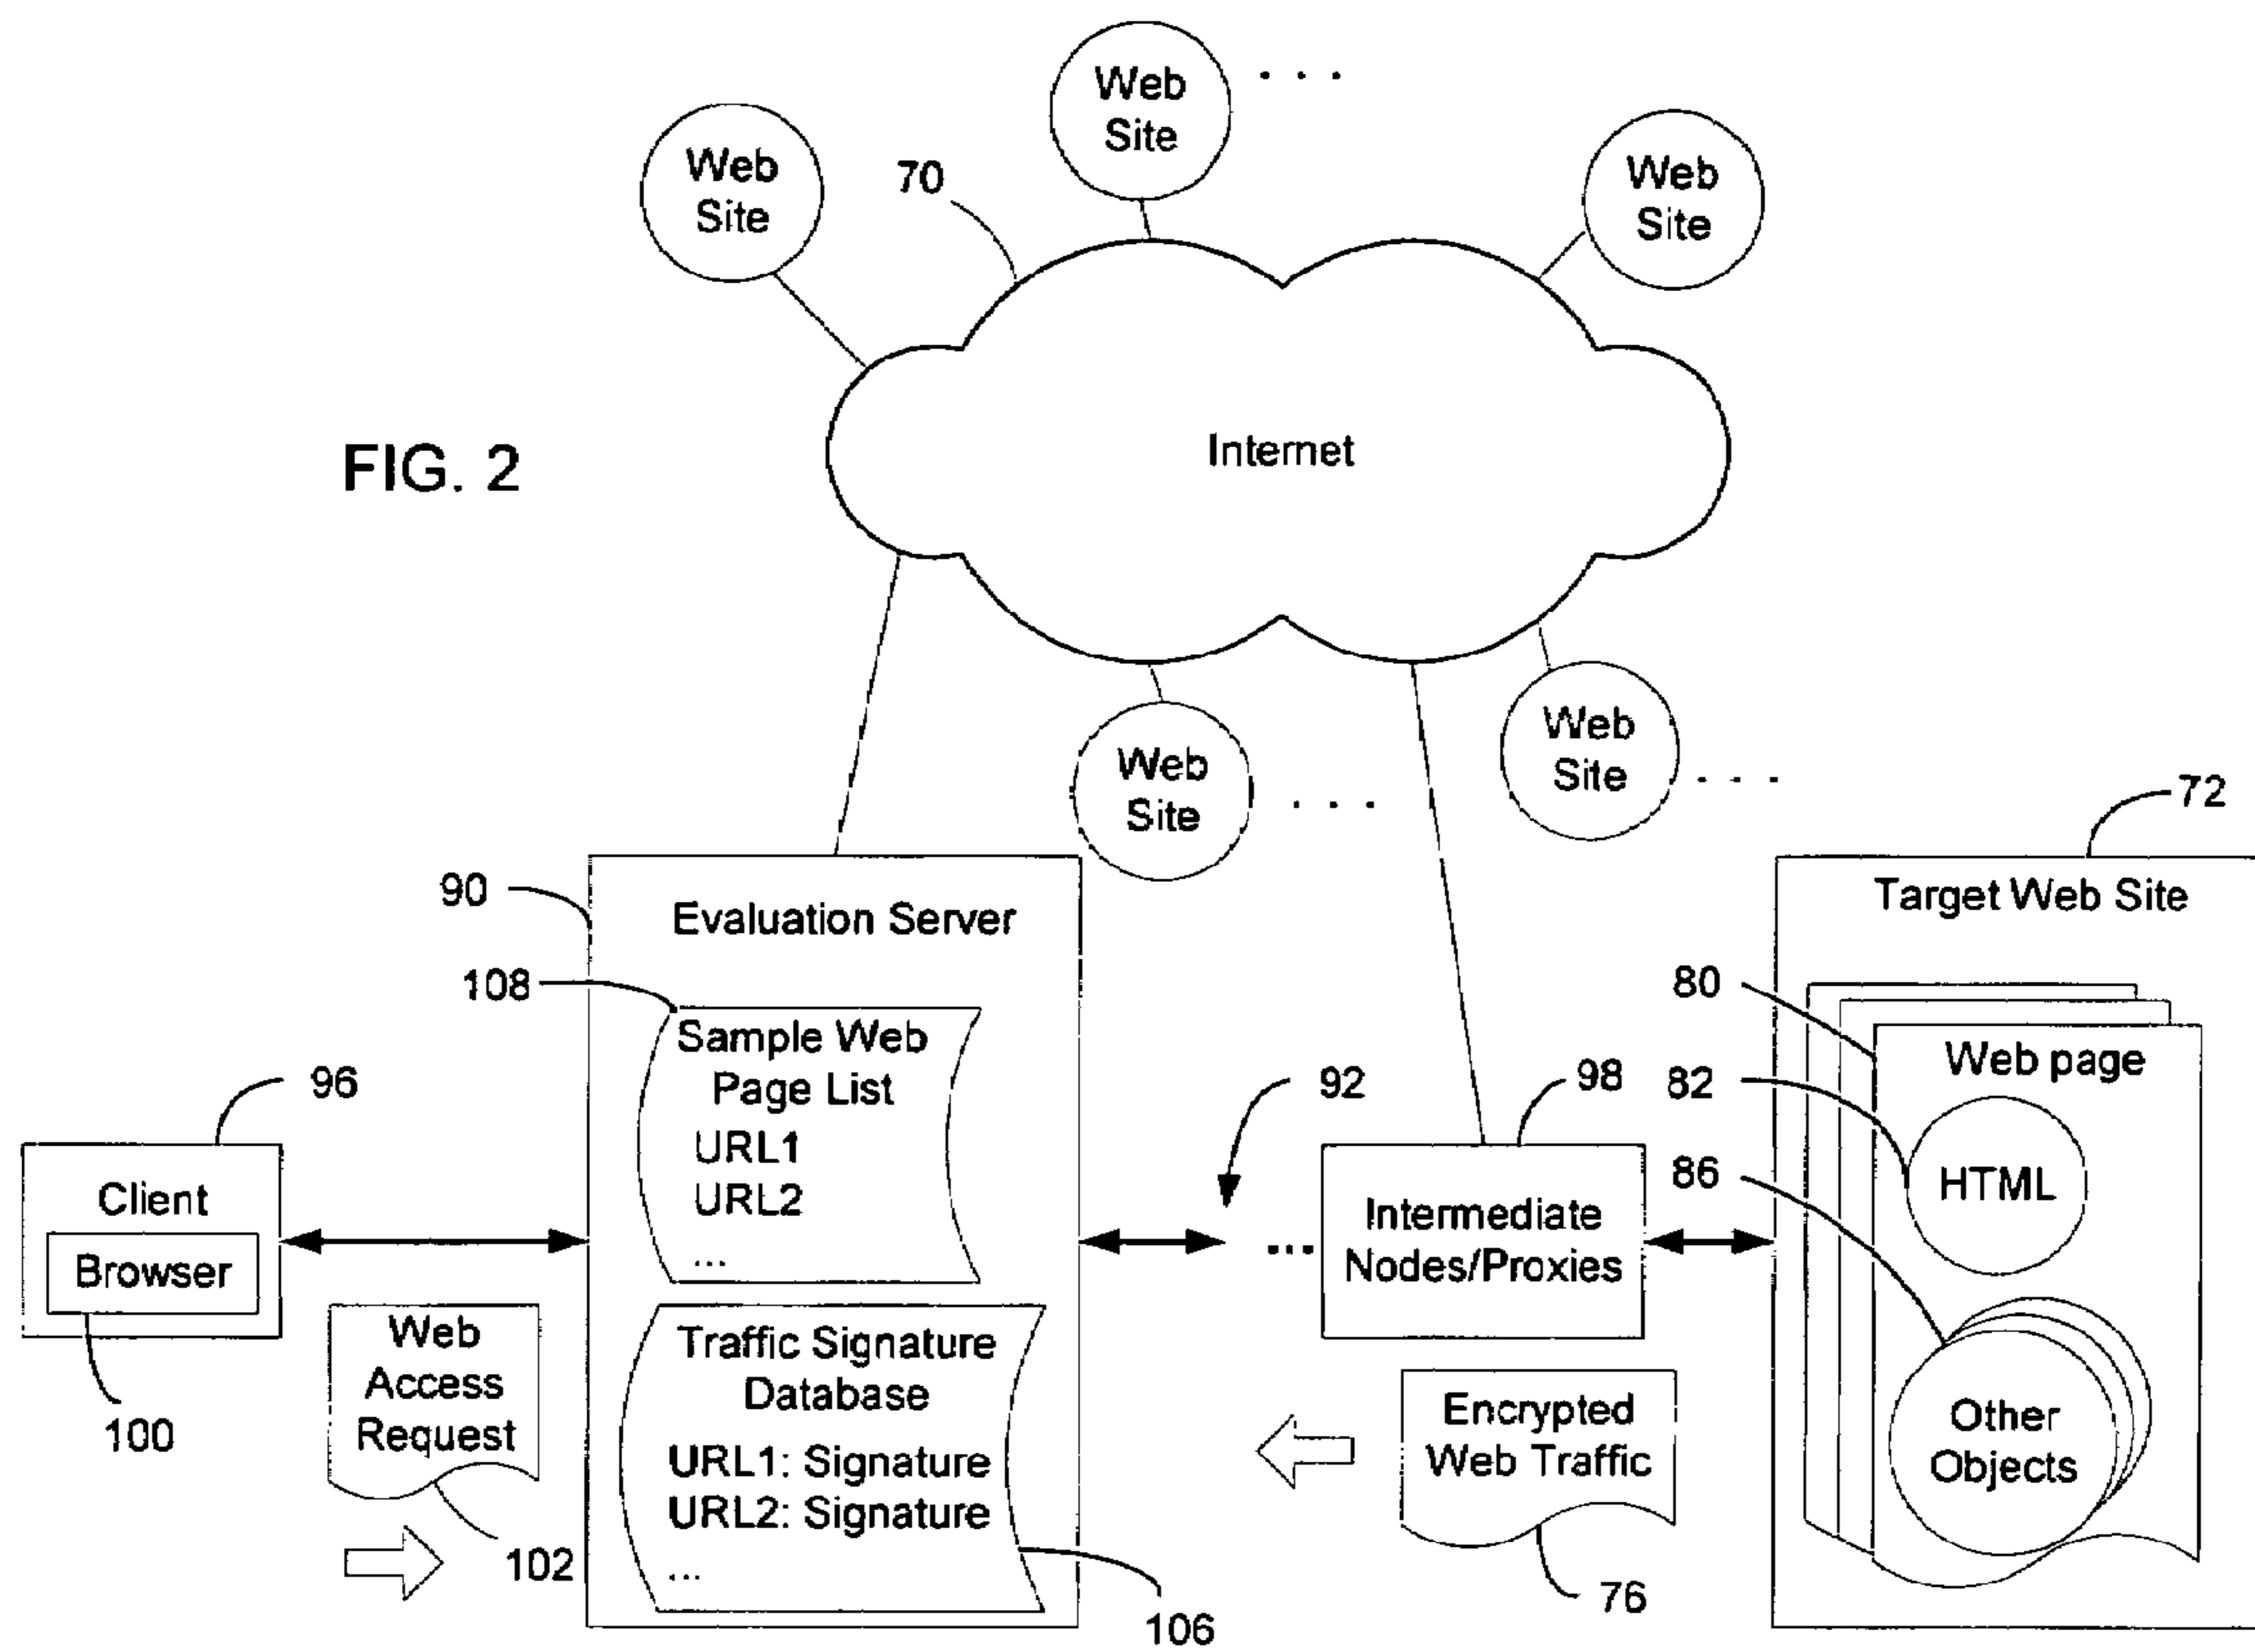 Web
Site
. . .
Web
Site
Web
Site
70
Internet
FIG. 2
Web
Site
. . .
Web
Site
. . .
72
Target Web Site
90
Evaluation Server
108
Sample Web
Page List
URL1
URL2
...
80
Web page
82
HTML
86
Other
Objects
96
Client
Browser
100
92
98
...
Intermediate
Nodes/Proxies
Web
Access
Request
102
Traffic Signature
Database
URL1: Signature
URL2: Signature
...
106
Encrypted
Web Traffic
76